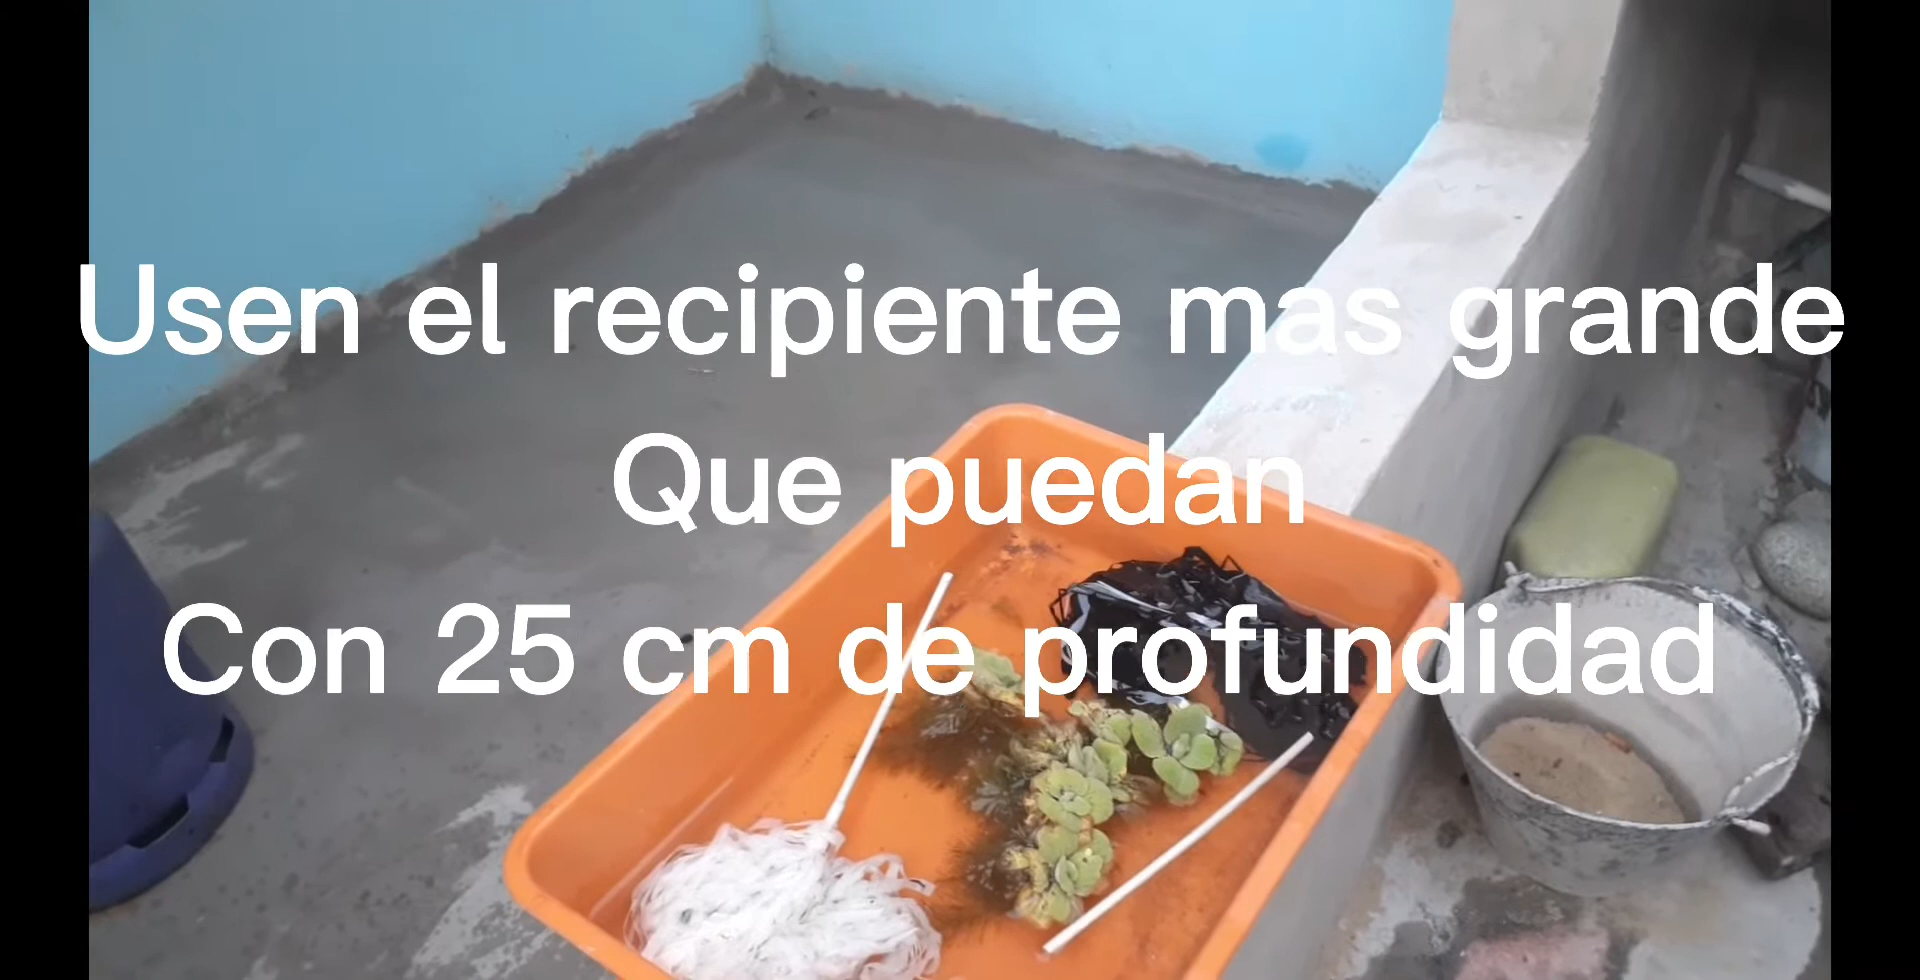 Usen el recipiente mas grande
Que puedan
Con 25 cm de profundidad